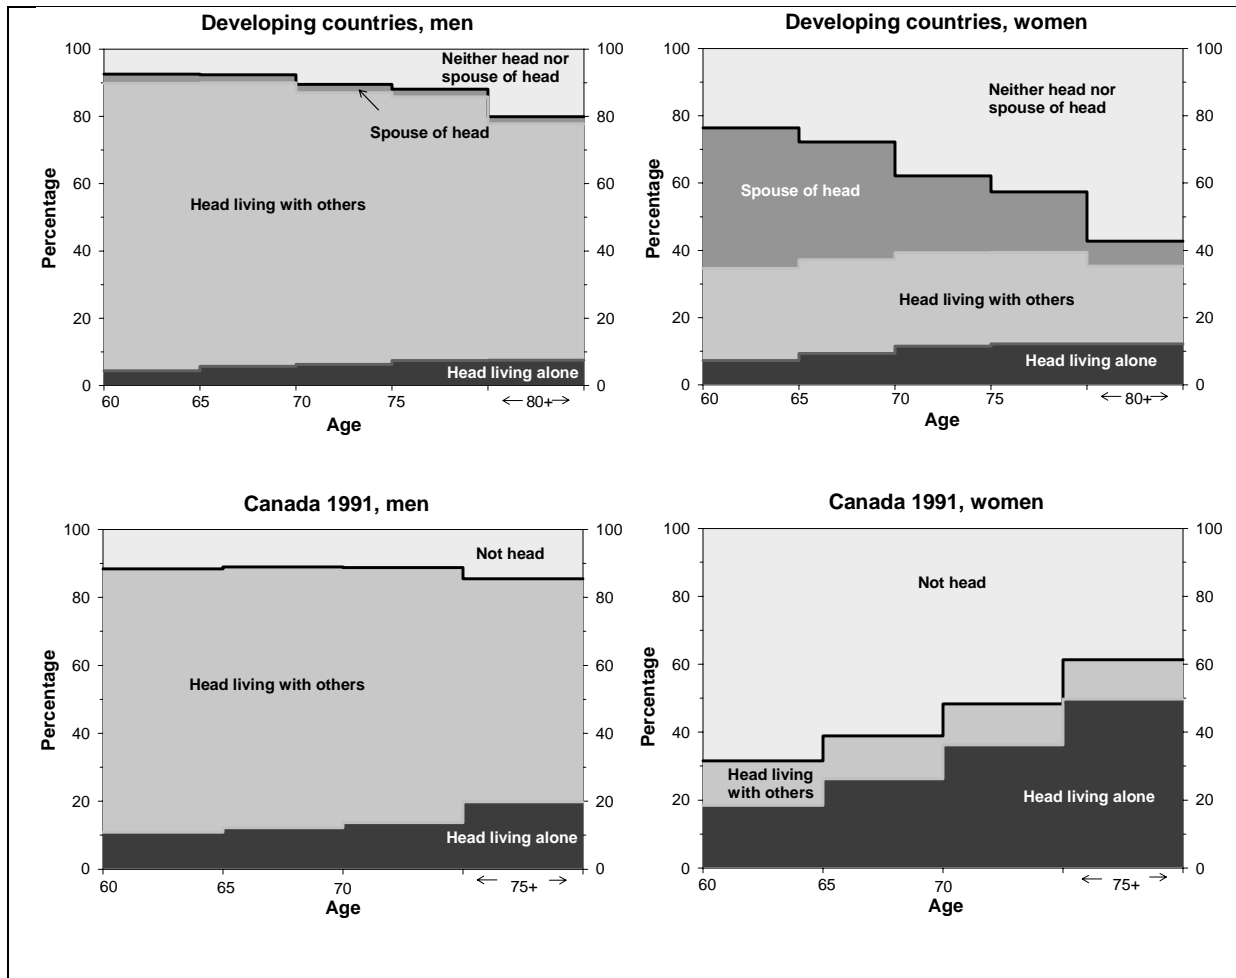 Developing countries, men
100
80
60
40
20
0
Percentage
Neither head nor
spouse of head
Spouse of head
Head living with others
Head living alone
100
80
60
40
20
0
60 65 70 75 80+
Age
Developing countries, women
100
80
60
40
20
0
Percentage
Neither head nor
spouse of head
Spouse of head
Head living with others
Head living alone
100
80
60
40
20
0
60 65 70 75 80+
Age
Canada 1991, men
100
80
60
40
20
0
Percentage
Not head
Head living with others
Head living alone
100
80
60
40
20
0
60 65 70 75+
Age
Canada 1991, women
100
80
60
40
20
0
Percentage
Not head
Head living
with others
Head living alone
100
80
60
40
20
0
60 65 70 75+
Age